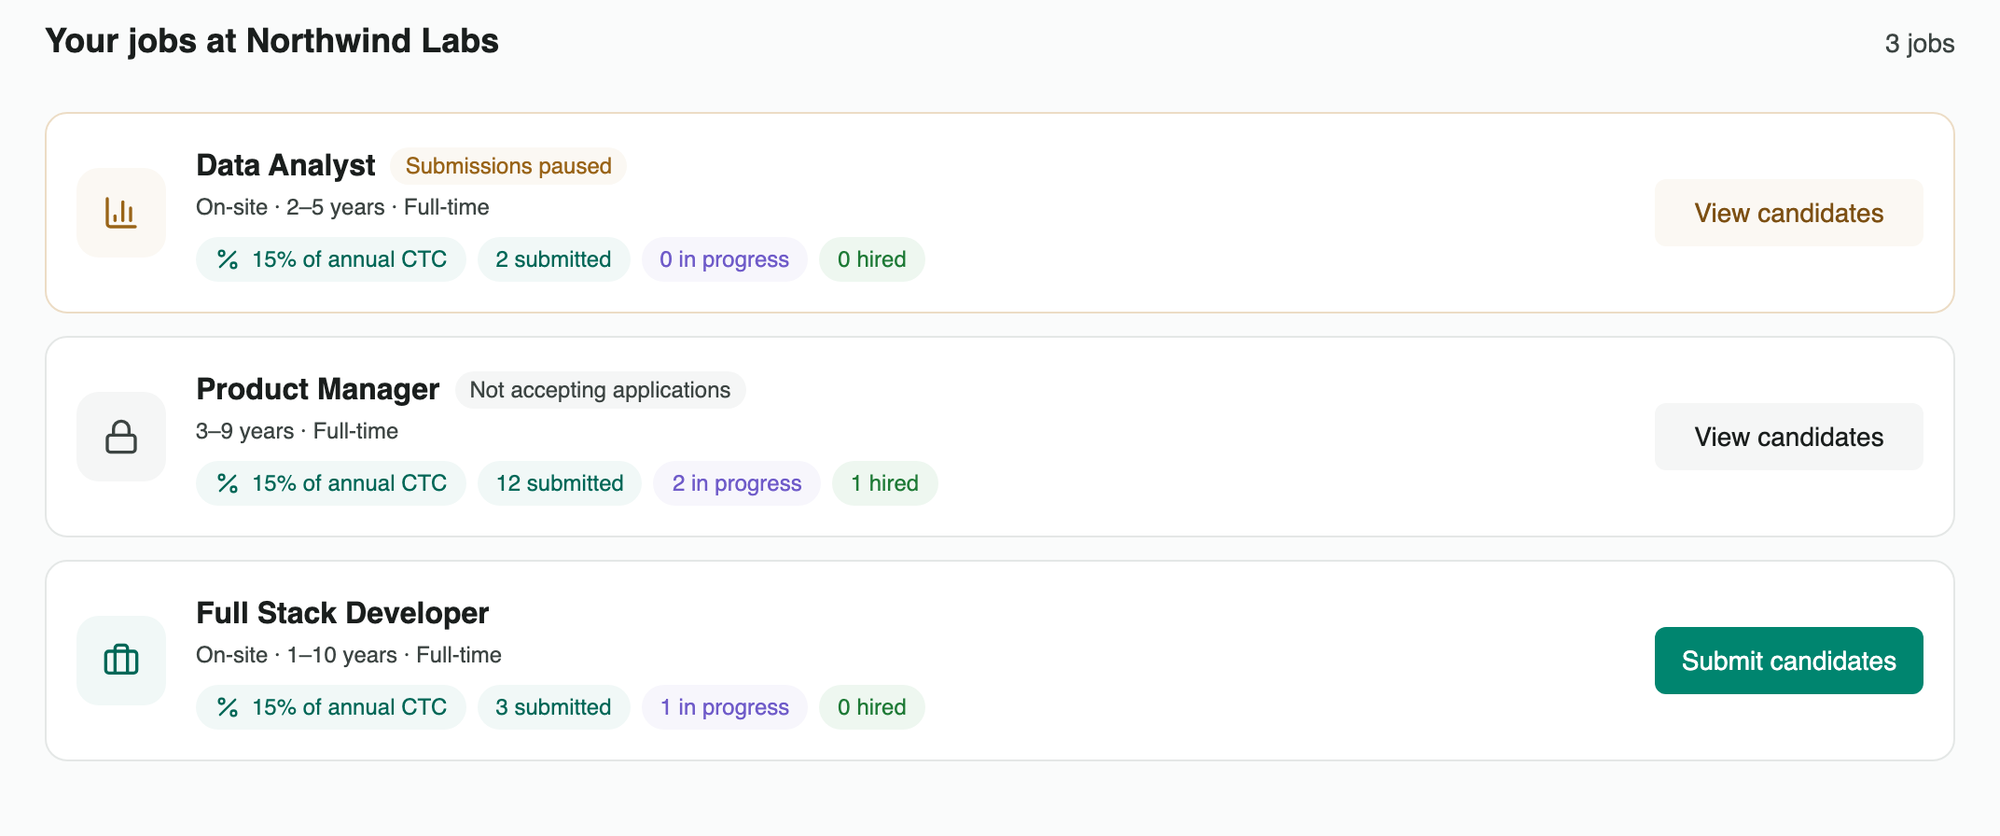 Your jobs at Northwind Labs
3 jobs
Data Analyst Submissions paused
On-site · 2–5 years · Full-time
15% of annual CTC 2 submitted 0 in progress 0 hired
View candidates
Product Manager Not accepting applications
3–9 years · Full-time
15% of annual CTC 12 submitted 2 in progress 1 hired
View candidates
Full Stack Developer
On-site · 1–10 years · Full-time
15% of annual CTC 3 submitted 1 in progress 0 hired
Submit candidates